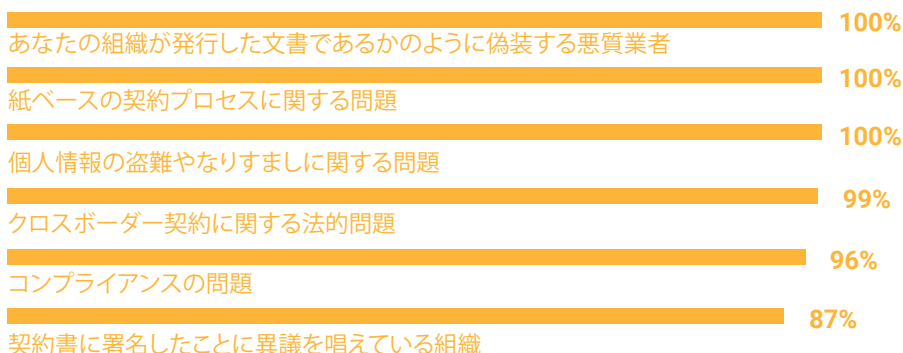 100%
あなたの組織が発行した文書であるかのように偽装する悪質業者
100%
紙ベースの契約プロセスに関する問題
100%
個人情報の盗難やなりすましに関する問題
99%
クロスボーダー契約に関する法的問題
96%
コンプライアンスの問題
87%
契約書に署名したことに異議を唱えている組織